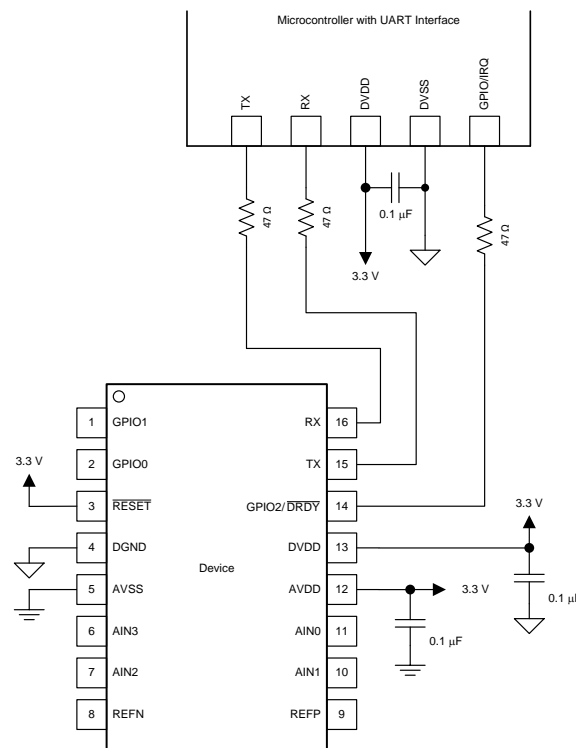 Microcontroller with UART Interface
TX
RX
DVDD
DVSS
GPIO/IRQ
47 Ω
47 Ω
0.1 μF
47 Ω
3.3 V
1 GPIO1 RX 16
3.3 V
2 GPIO0 TX 15
3 RESET GPIO2/DRDY 14
3.3 V
4 DGND DVDD 13
Device
5 AVSS AVDD 12
3.3 V
0.1 μF
6 AIN3 AIN0 11
0.1 μF
7 AIN2 AIN1 10
8 REFN REFP 9